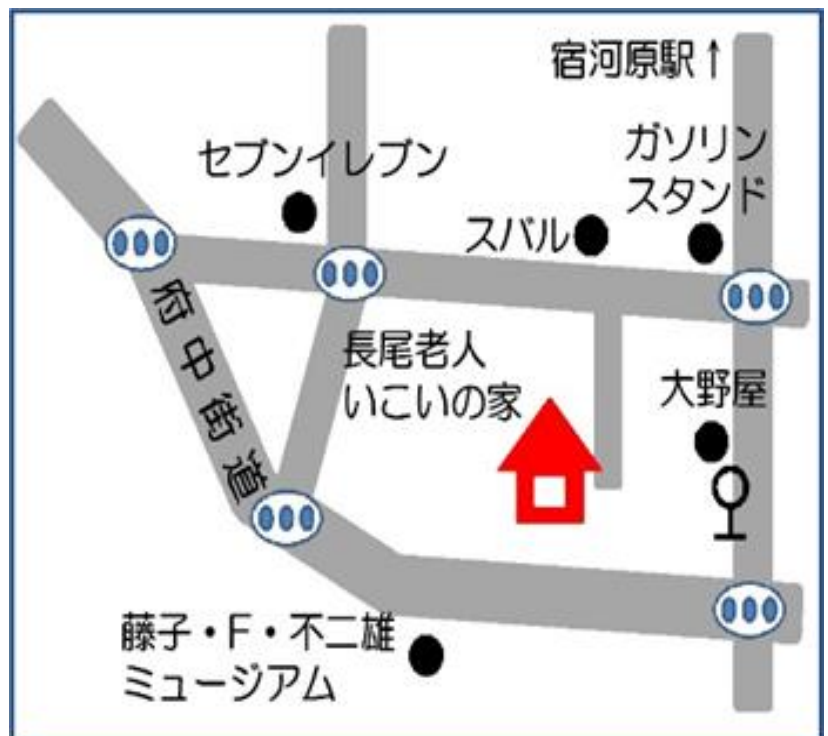 宿河原駅↑
セブンイレブン
ガソリン
スタンド
スバル
府中街道
長尾老人
いこいの家
大野屋
藤子・F・不二雄
ミュージアム